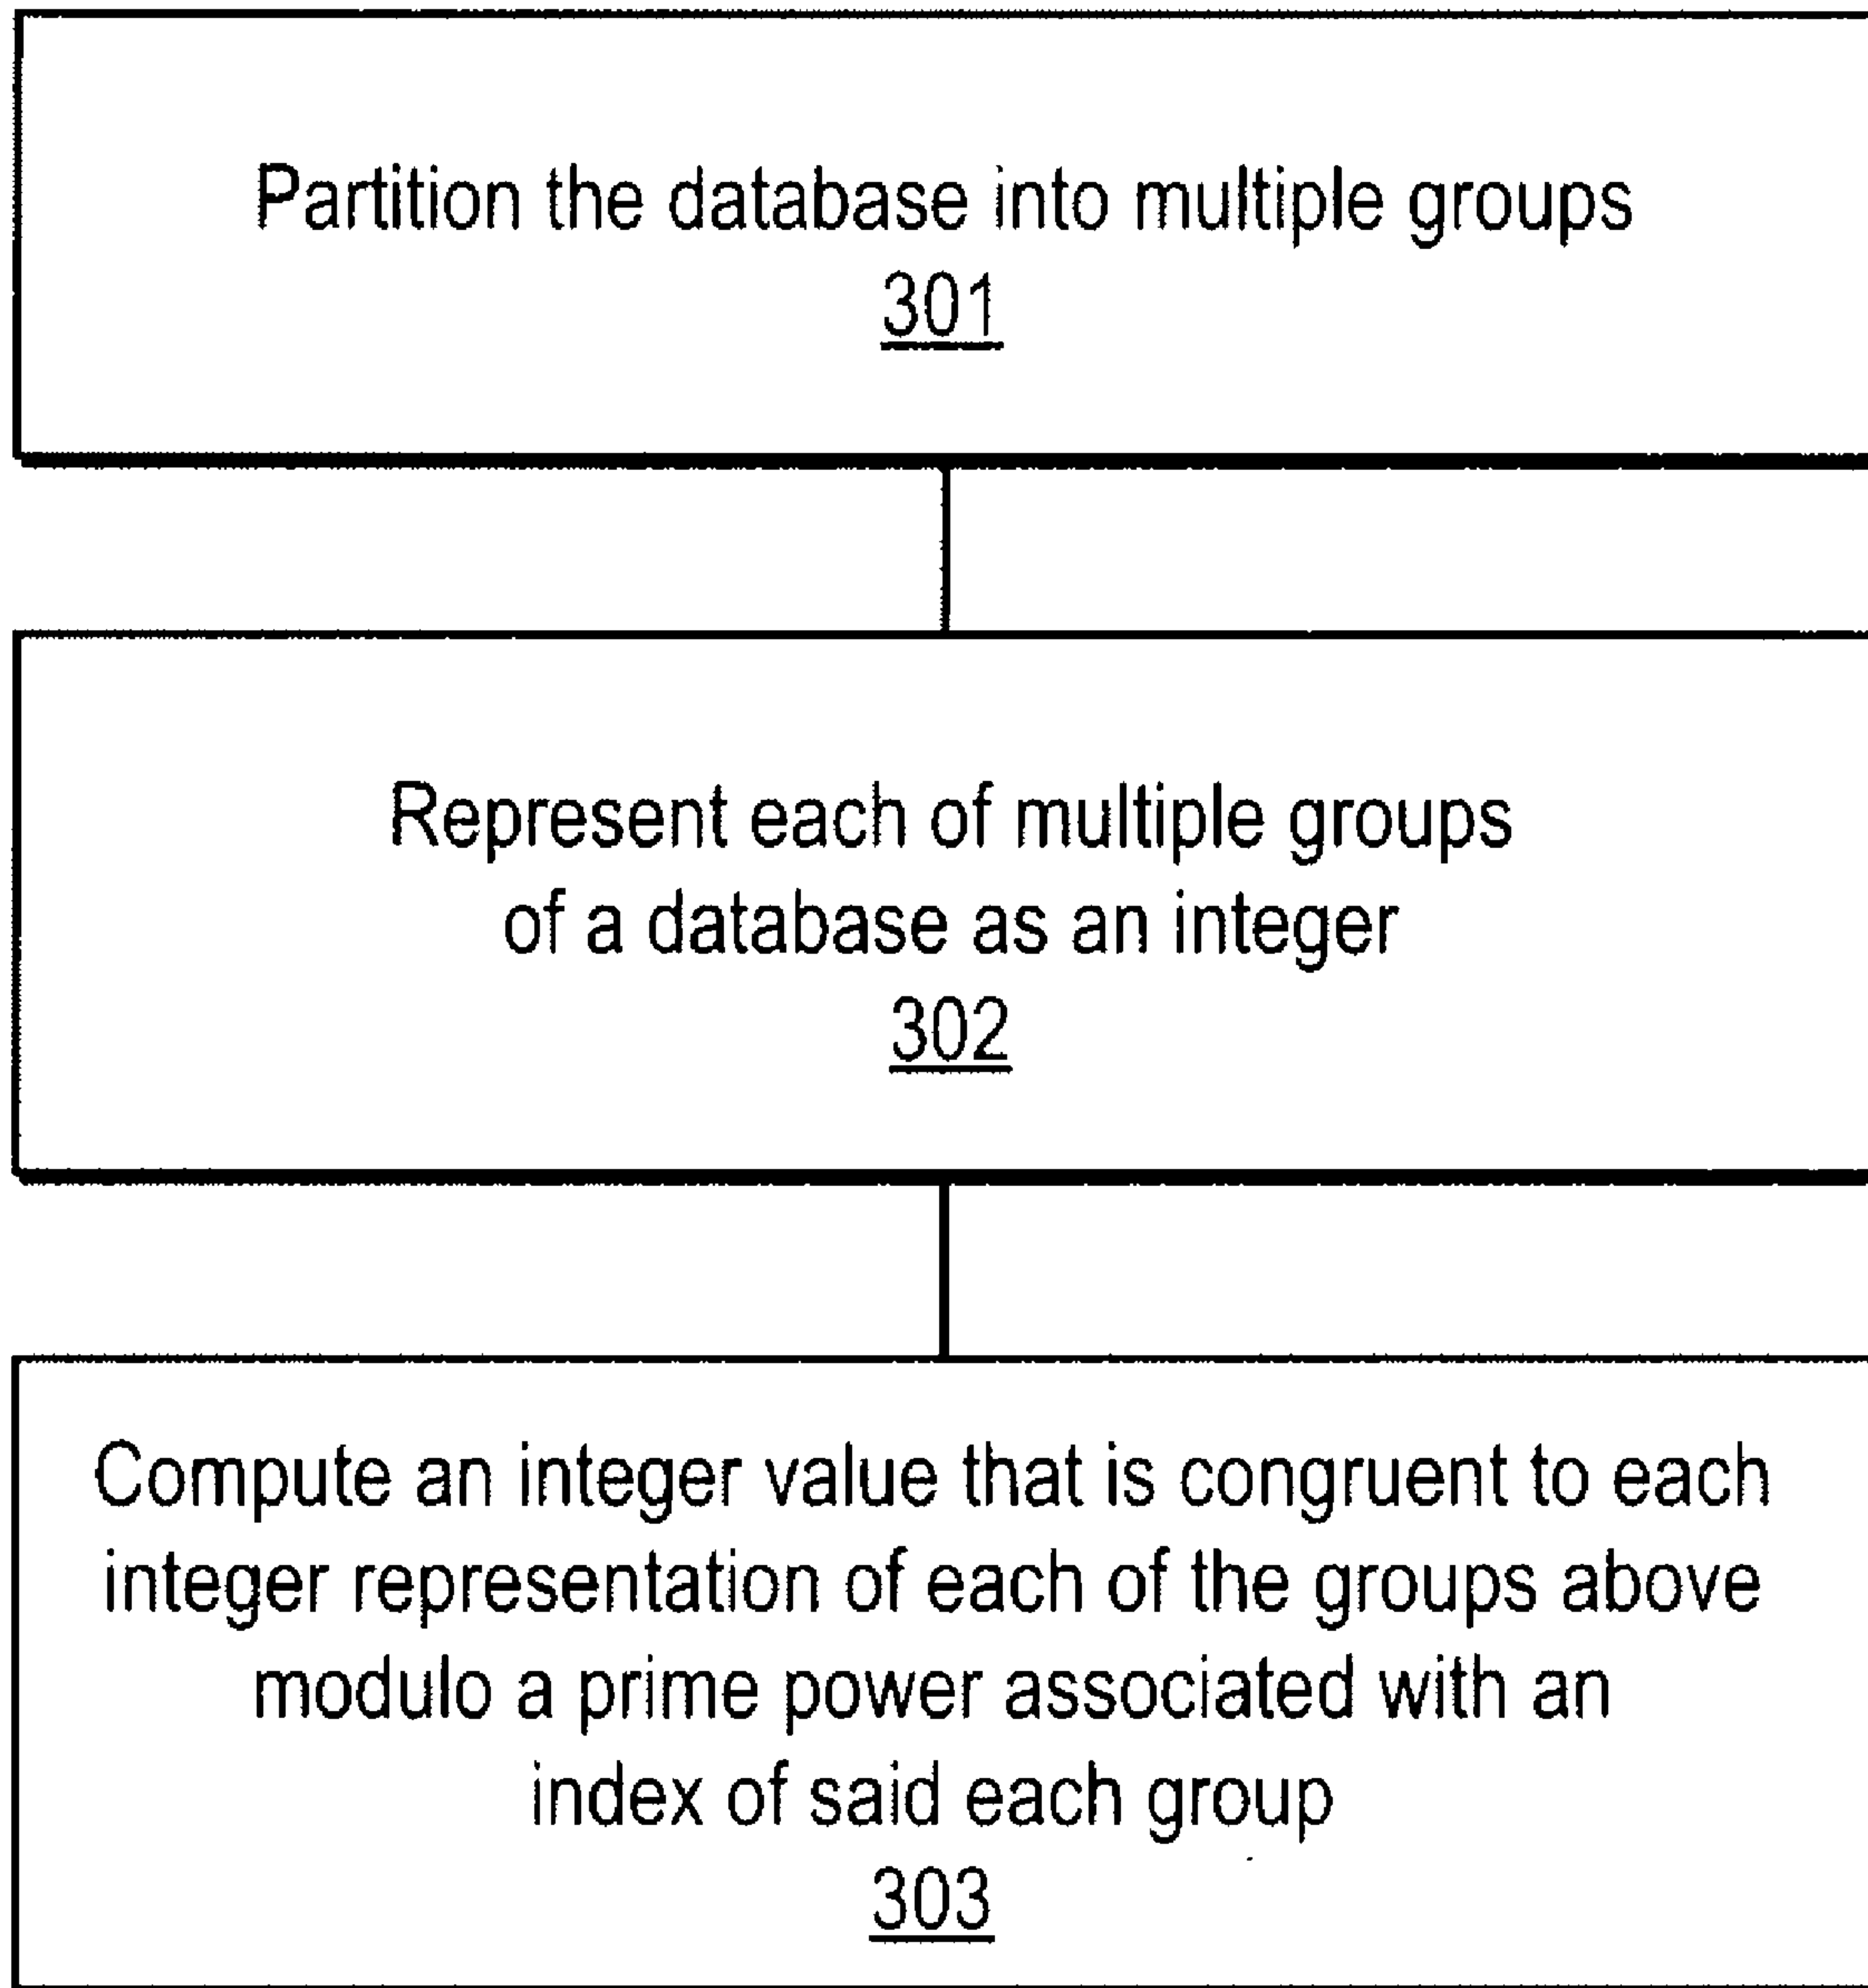 Partition the database into multiple groups
301
Represent each of multiple groups
of a database as an integer
302
Compute an integer value that is congruent to each
integer representation of each of the groups above
modulo a prime power associated with an
index of said each group
303